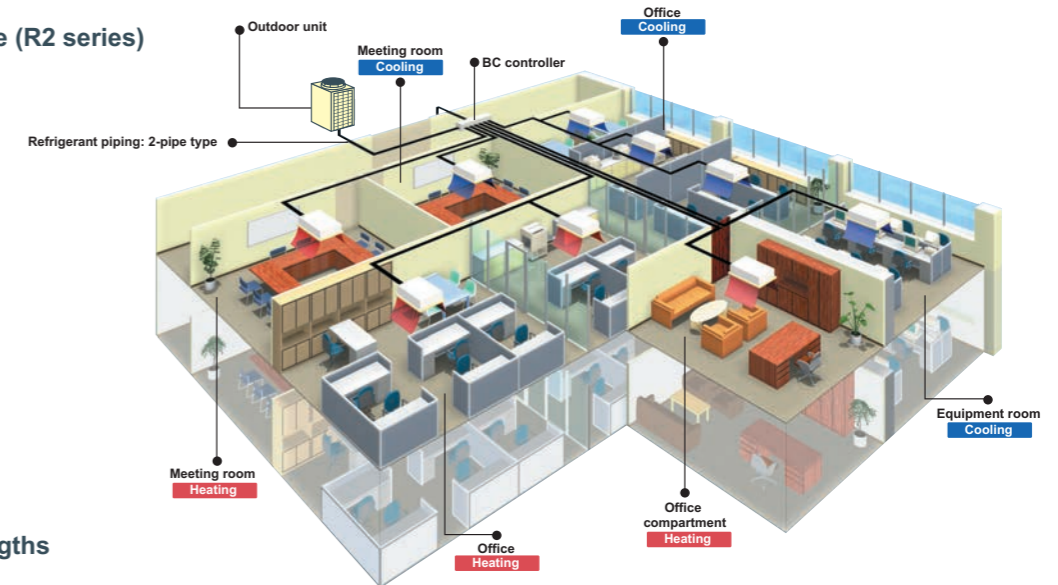 e (R2 series)
Outdoor unit
Office
Cooling
Meeting room
Cooling
BC controller
Refrigerant piping: 2-pipe type
Equipment room
Cooling
Meeting room
Heating
Office
compartment
Heating
Office
Heating
gths